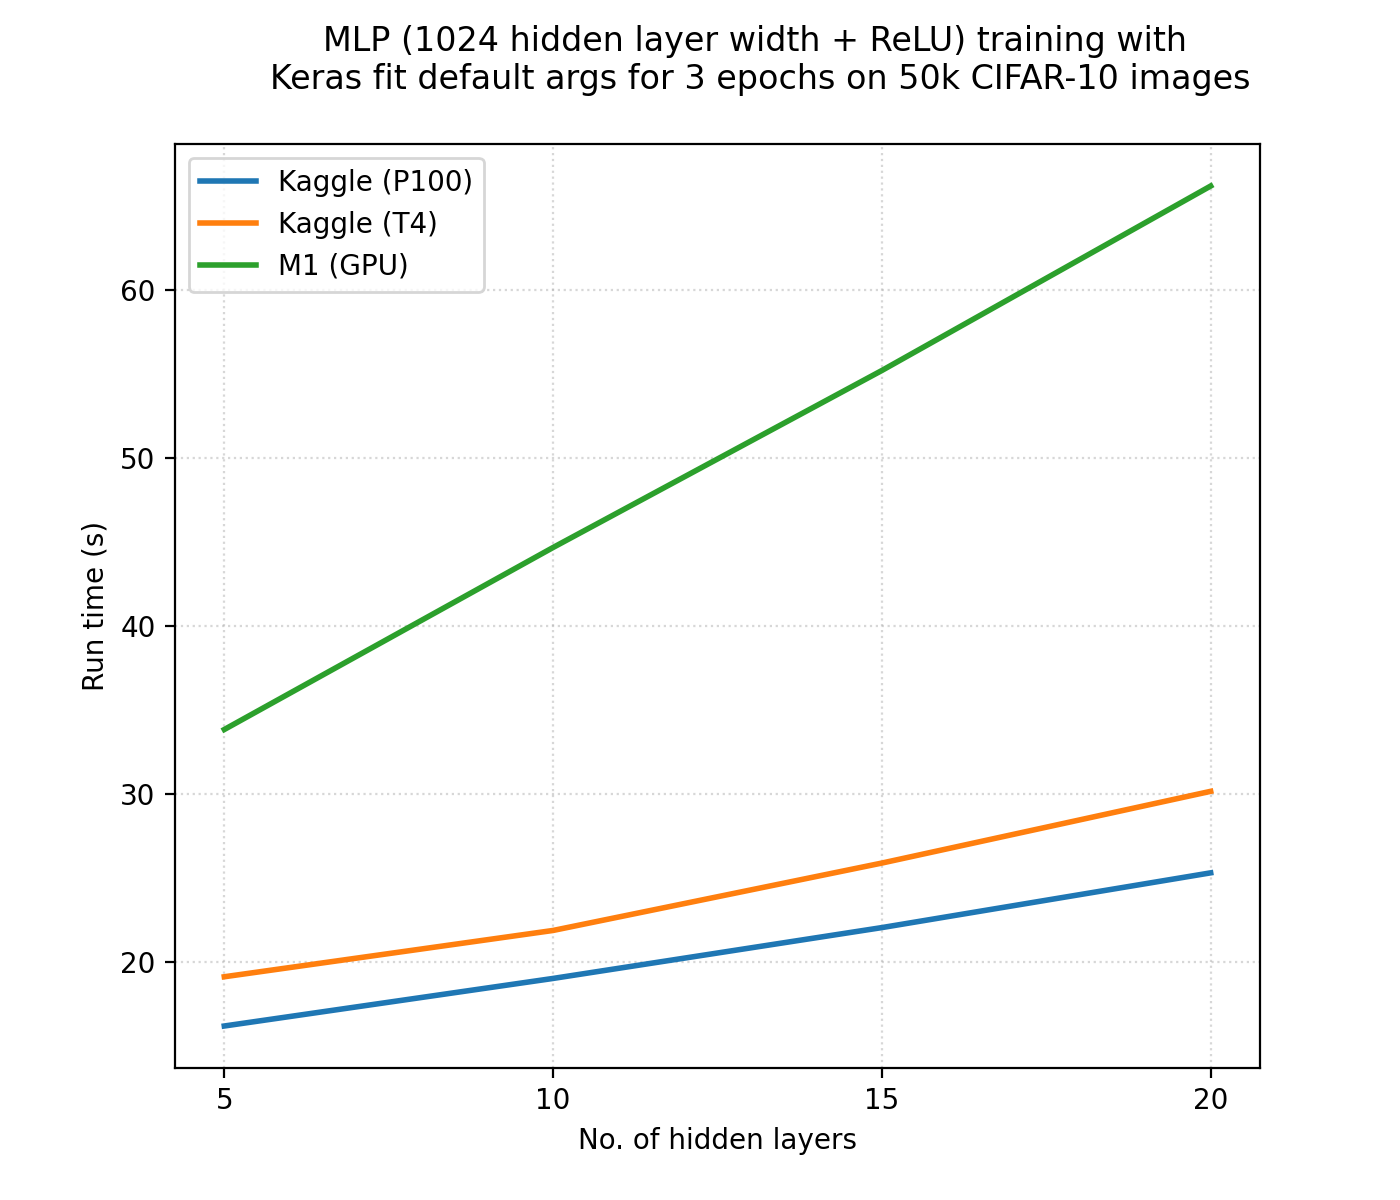 MLP (1024 hidden layer width + ReLU) training with
Keras fit default args for 3 epochs on 50k CIFAR-10 images
Kaggle (P100)
Kaggle (T4)
M1 (GPU)
60
50
40
30
20
Run time (s)
5 10 15 20
No. of hidden layers